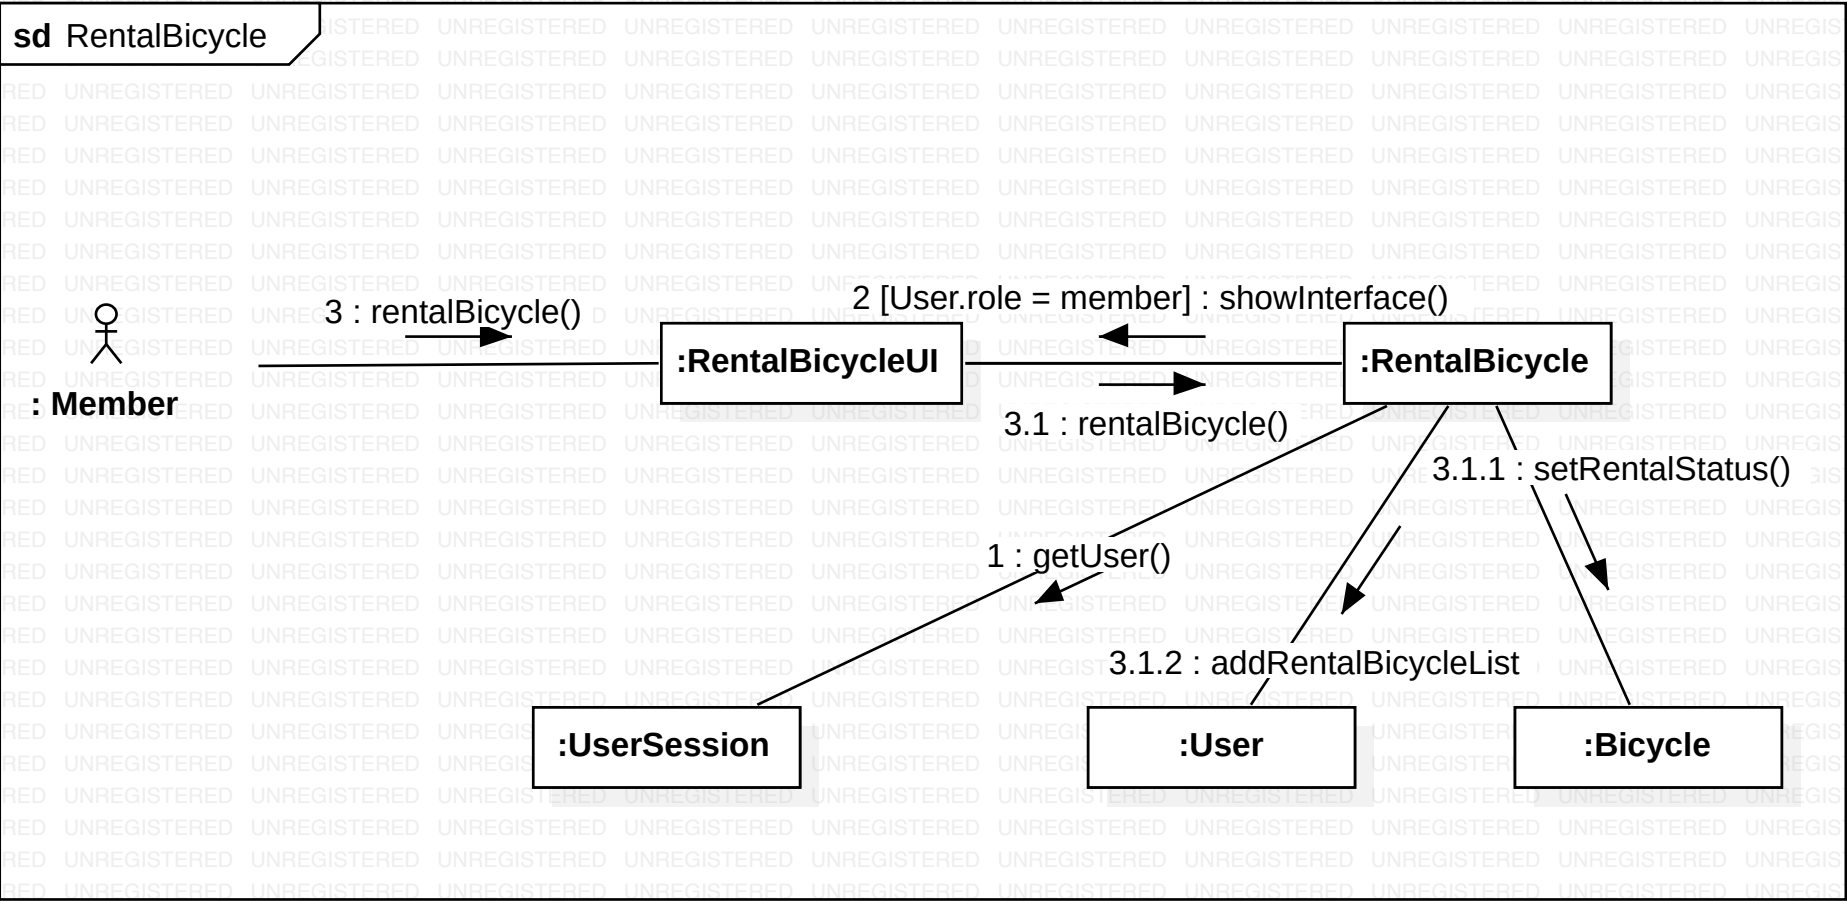 sd RentalBicycle
3 : rentalBicycle()
2 [User.role = member] : showInterface()
: Member
:RentalBicycleUI
:RentalBicycle
3.1 : rentalBicycle()
3.1.1 : setRentalStatus()
1 : getUser()
3.1.2 : addRentalBicycleList
:UserSession
:User
:Bicycle
UNREGISTERED